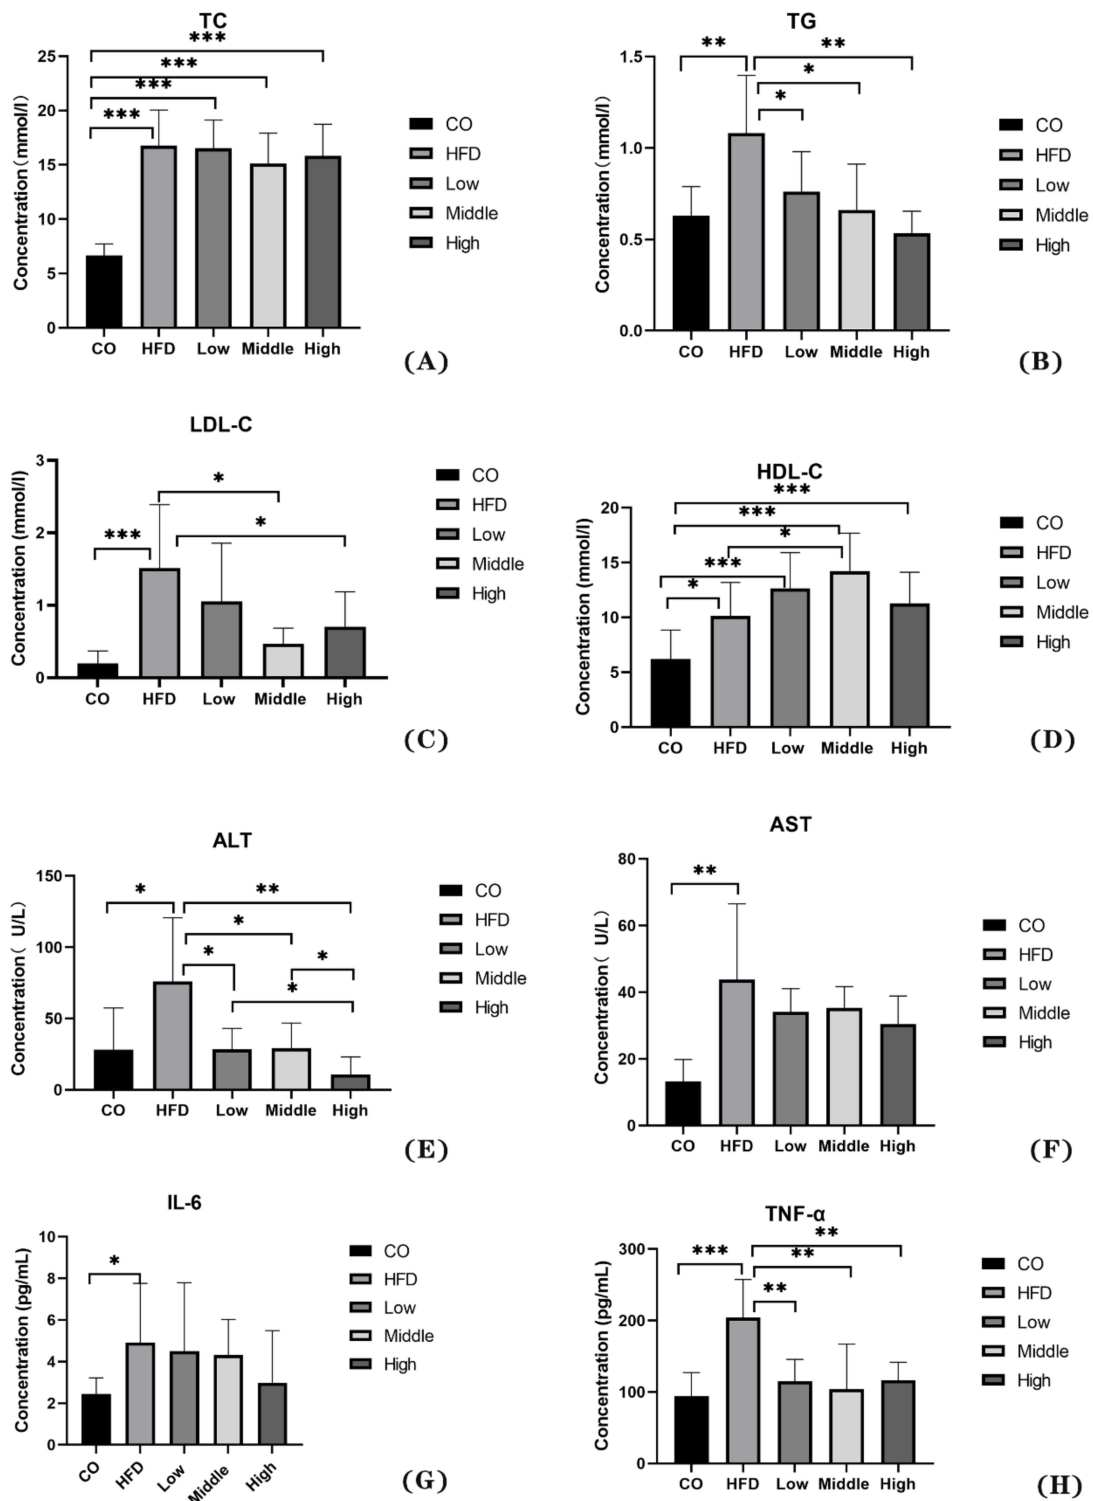 TC
***
***
***
***
25
20
15
10
5
0
Concentration(mmol/l)
CO
HFD
Low
Middle
High
CO HFD Low Middle High
(A)
TG
**
**
*
*
1.5
1.0
0.5
0.0
Concentration(mmol/l)
CO
HFD
Low
Middle
High
CO HFD Low Middle High
(B)
LDL-C
*
*
***
3
2
1
0
Concentration (mmol/l)
CO
HFD
Low
Middle
High
CO HFD Low Middle High
(C)
HDL-C
***
***
*
***
*
20
15
10
5
0
Concentration (mmol/l)
CO
HFD
Low
Middle
High
CO HFD Low Middle High
(D)
ALT
*
**
*
*
*
*
150
100
50
0
Concentration( U/L)
CO
HFD
Low
Middle
High
CO HFD Low Middle High
(E)
AST
**
80
60
40
20
0
Concentration( U/L)
CO
HFD
Low
Middle
High
CO HFD Low Middle High
(F)
IL-6
*
10
8
6
4
2
0
Concentration (pg/mL)
CO
HFD
Low
Middle
High
CO HFD Low Middle High
(G)
TNF-α
***
**
**
**
300
200
100
0
Concentration (pg/mL)
CO
HFD
Low
Middle
High
CO HFD Low Middle High
(H)